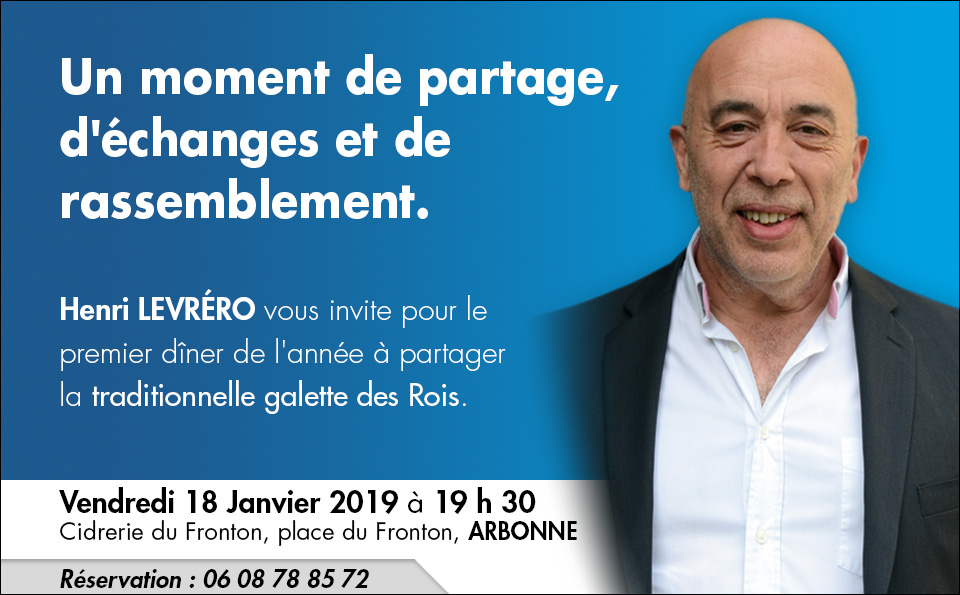 Un moment de partage,
d'échanges et de
rassemblement.
Henri LEVRÉRO vous invite pour le
premier dîner de l'année à partager
la traditionnelle galette des Rois.
Vendredi 18 Janvier 2019 à 19 h 30
Cidrerie du Fronton, place du Fronton, ARBONNE
Réservation : 06 08 78 85 72